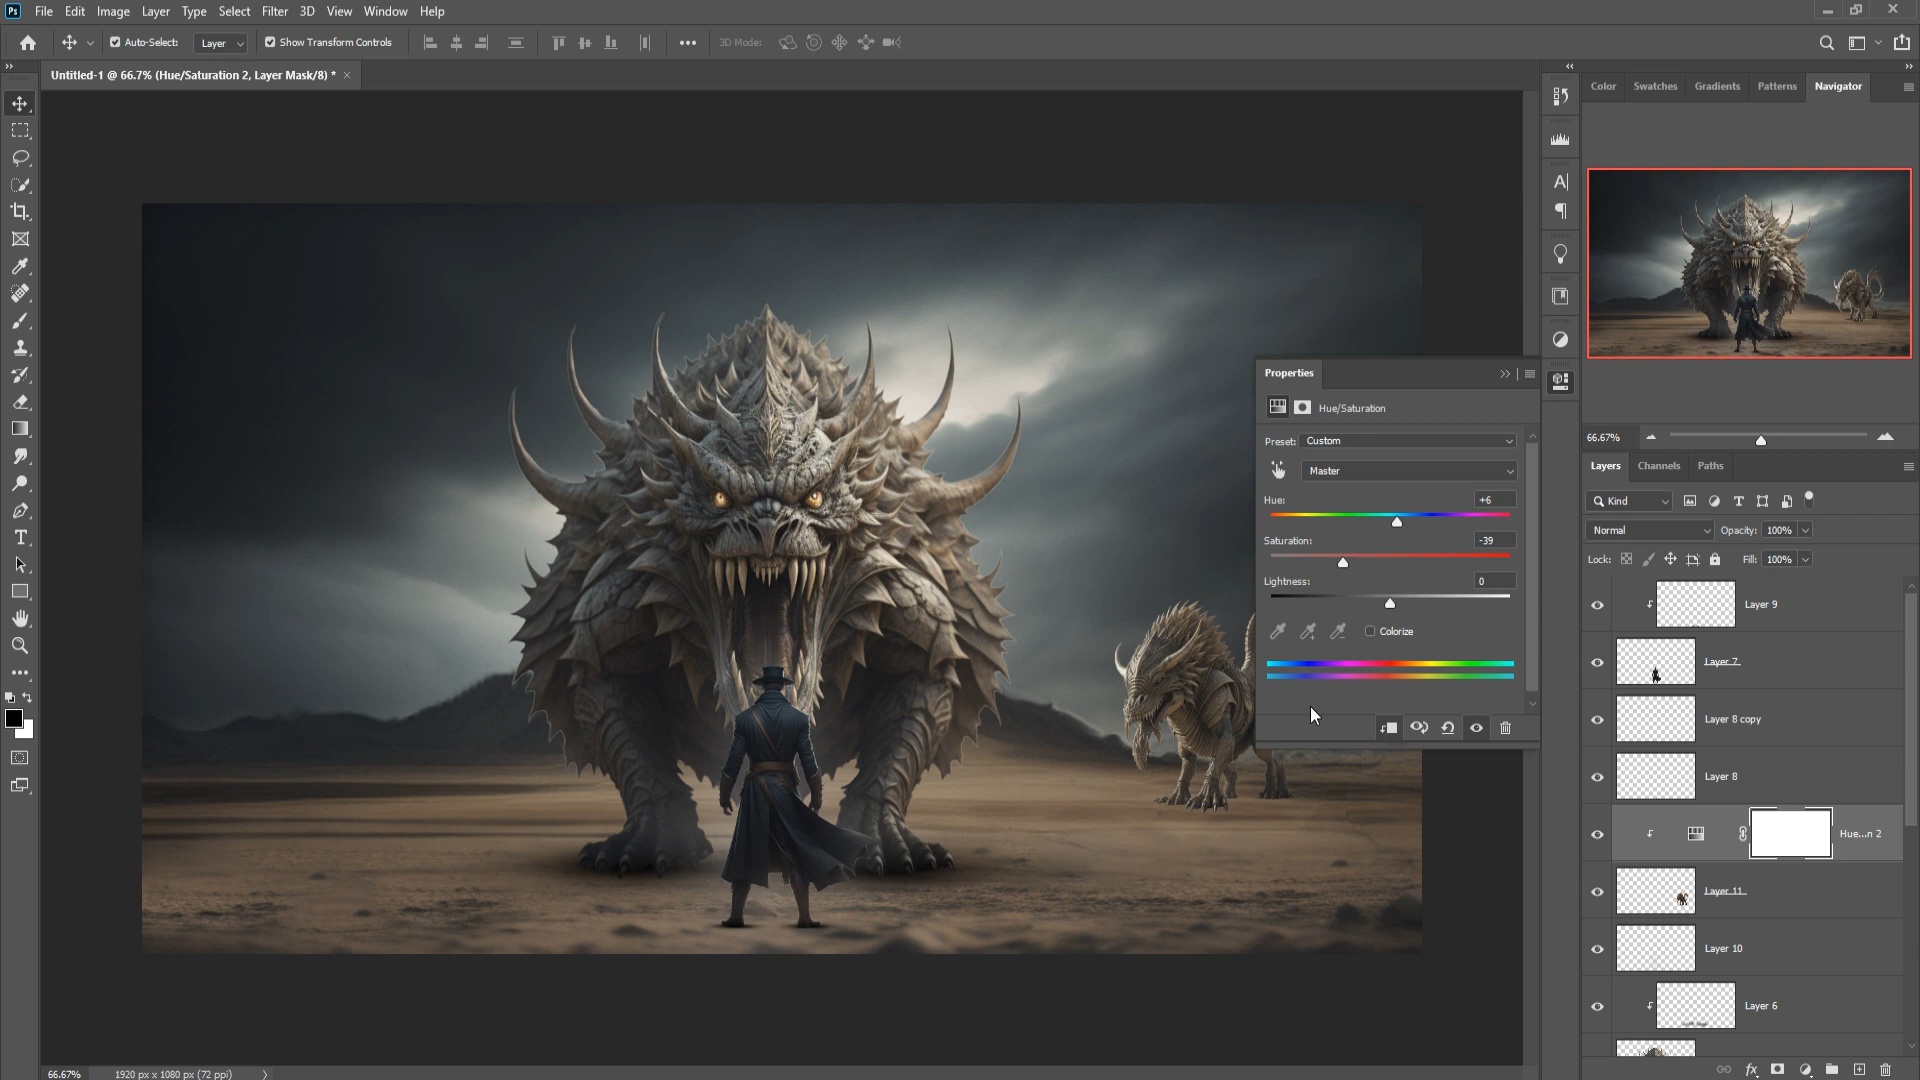 Ps File Edit Image Layer Type Select Filter 3D View Window Help
Auto-Select: Layer Show Transform Controls 3D Mode:
Untitled-1 @ 66.7% (Hue/Saturation 2, Layer Mask/8) *
Color Swatches Gradients Patterns Navigator
Properties
Hue/Saturation
Preset: Custom
Master
Hue: +6
Saturation: -39
Lightness: 0
Colorize
66.67%
Layers Channels Paths
Kind
Normal Opacity: 100%
Lock: Fill: 100%
Layer 9
Layer 7
Layer 8 copy
Layer 8
Hue...n 2
Layer 11
Layer 10
Layer 6
66.67% 1920 px x 1080 px (72 ppi)